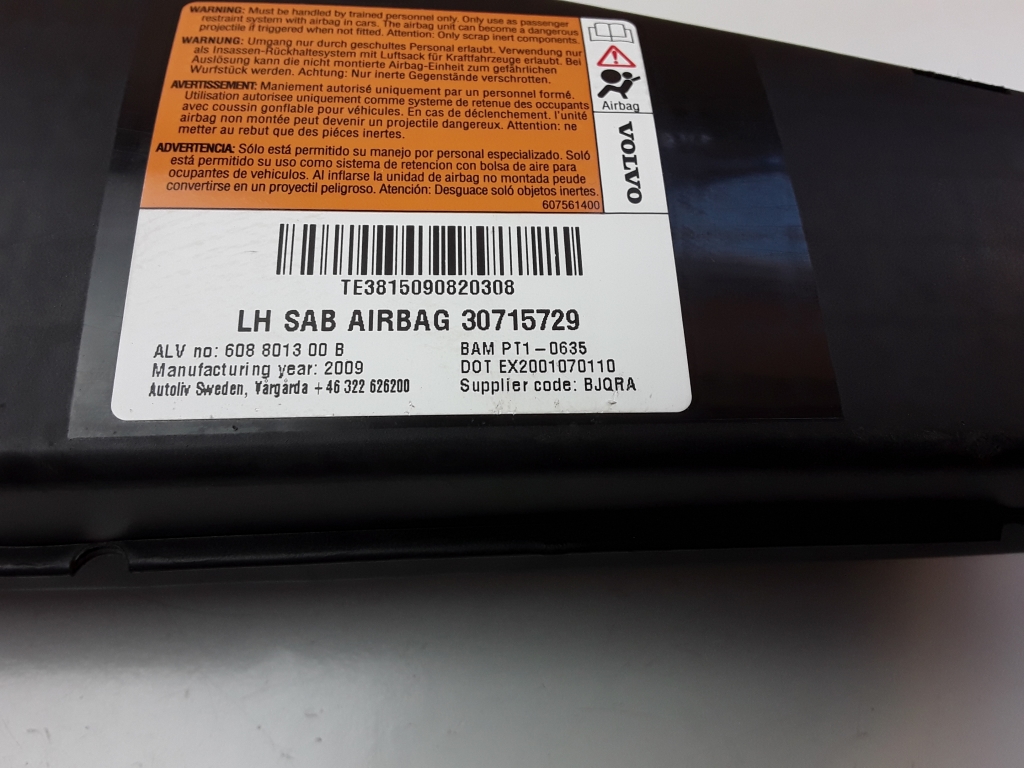 WARNING: Must be handled by trained personnel only. Only use as passenger
restraint system with airbag in cars. The airbag unit can become a dangerous
projectile if triggered when not fitted. Attention: Only scrap inert components.
WARNUNG: Umgang nur durch geschultes Personal erlaubt. Verwendung nur
als Insassen-Rückhaltesystem mit Luftsack für Kraftfahrzeuge erlaubt. Bei
Auslösung kann die nicht montierte Airbag-Einheit zum gefährlichen
Wurfstück werden. Achtung: Nur inerte Gegenstände verschrotten.
AVERTISSEMENT: Maniement autorisé uniquement par un personnel formé.
Utilisation autorisee uniquement comme systeme de retenue des occupants
avec coussin gonflable pour véhicules. En cas de déclenchement. l'unité
airbag non montée peut devenir un projectile dangereux. Attention: ne
metter au rebut que des piéces inertes.
ADVERTENCIA: Sólo está permitido su manejo por personal especializado. Soló
está permitido su uso como sistema de retencion con bolsa de aire para
ocupantes de vehículos. Al inflarse la unidad de airbag no montada peude
convertirse en un proyectil peligroso. Atención: Desguace soló objetos inertes.
607561400
Airbag
VOLVO
TE3815090820308
LH SAB AIRBAG 30715729
ALV no: 608 8013 00 B
BAM PT1-0635
Manufacturing year: 2009
DOT EX2001070110
Autoliv Sweden, Vårgårda +46 322 626200
Supplier code: BJQRA